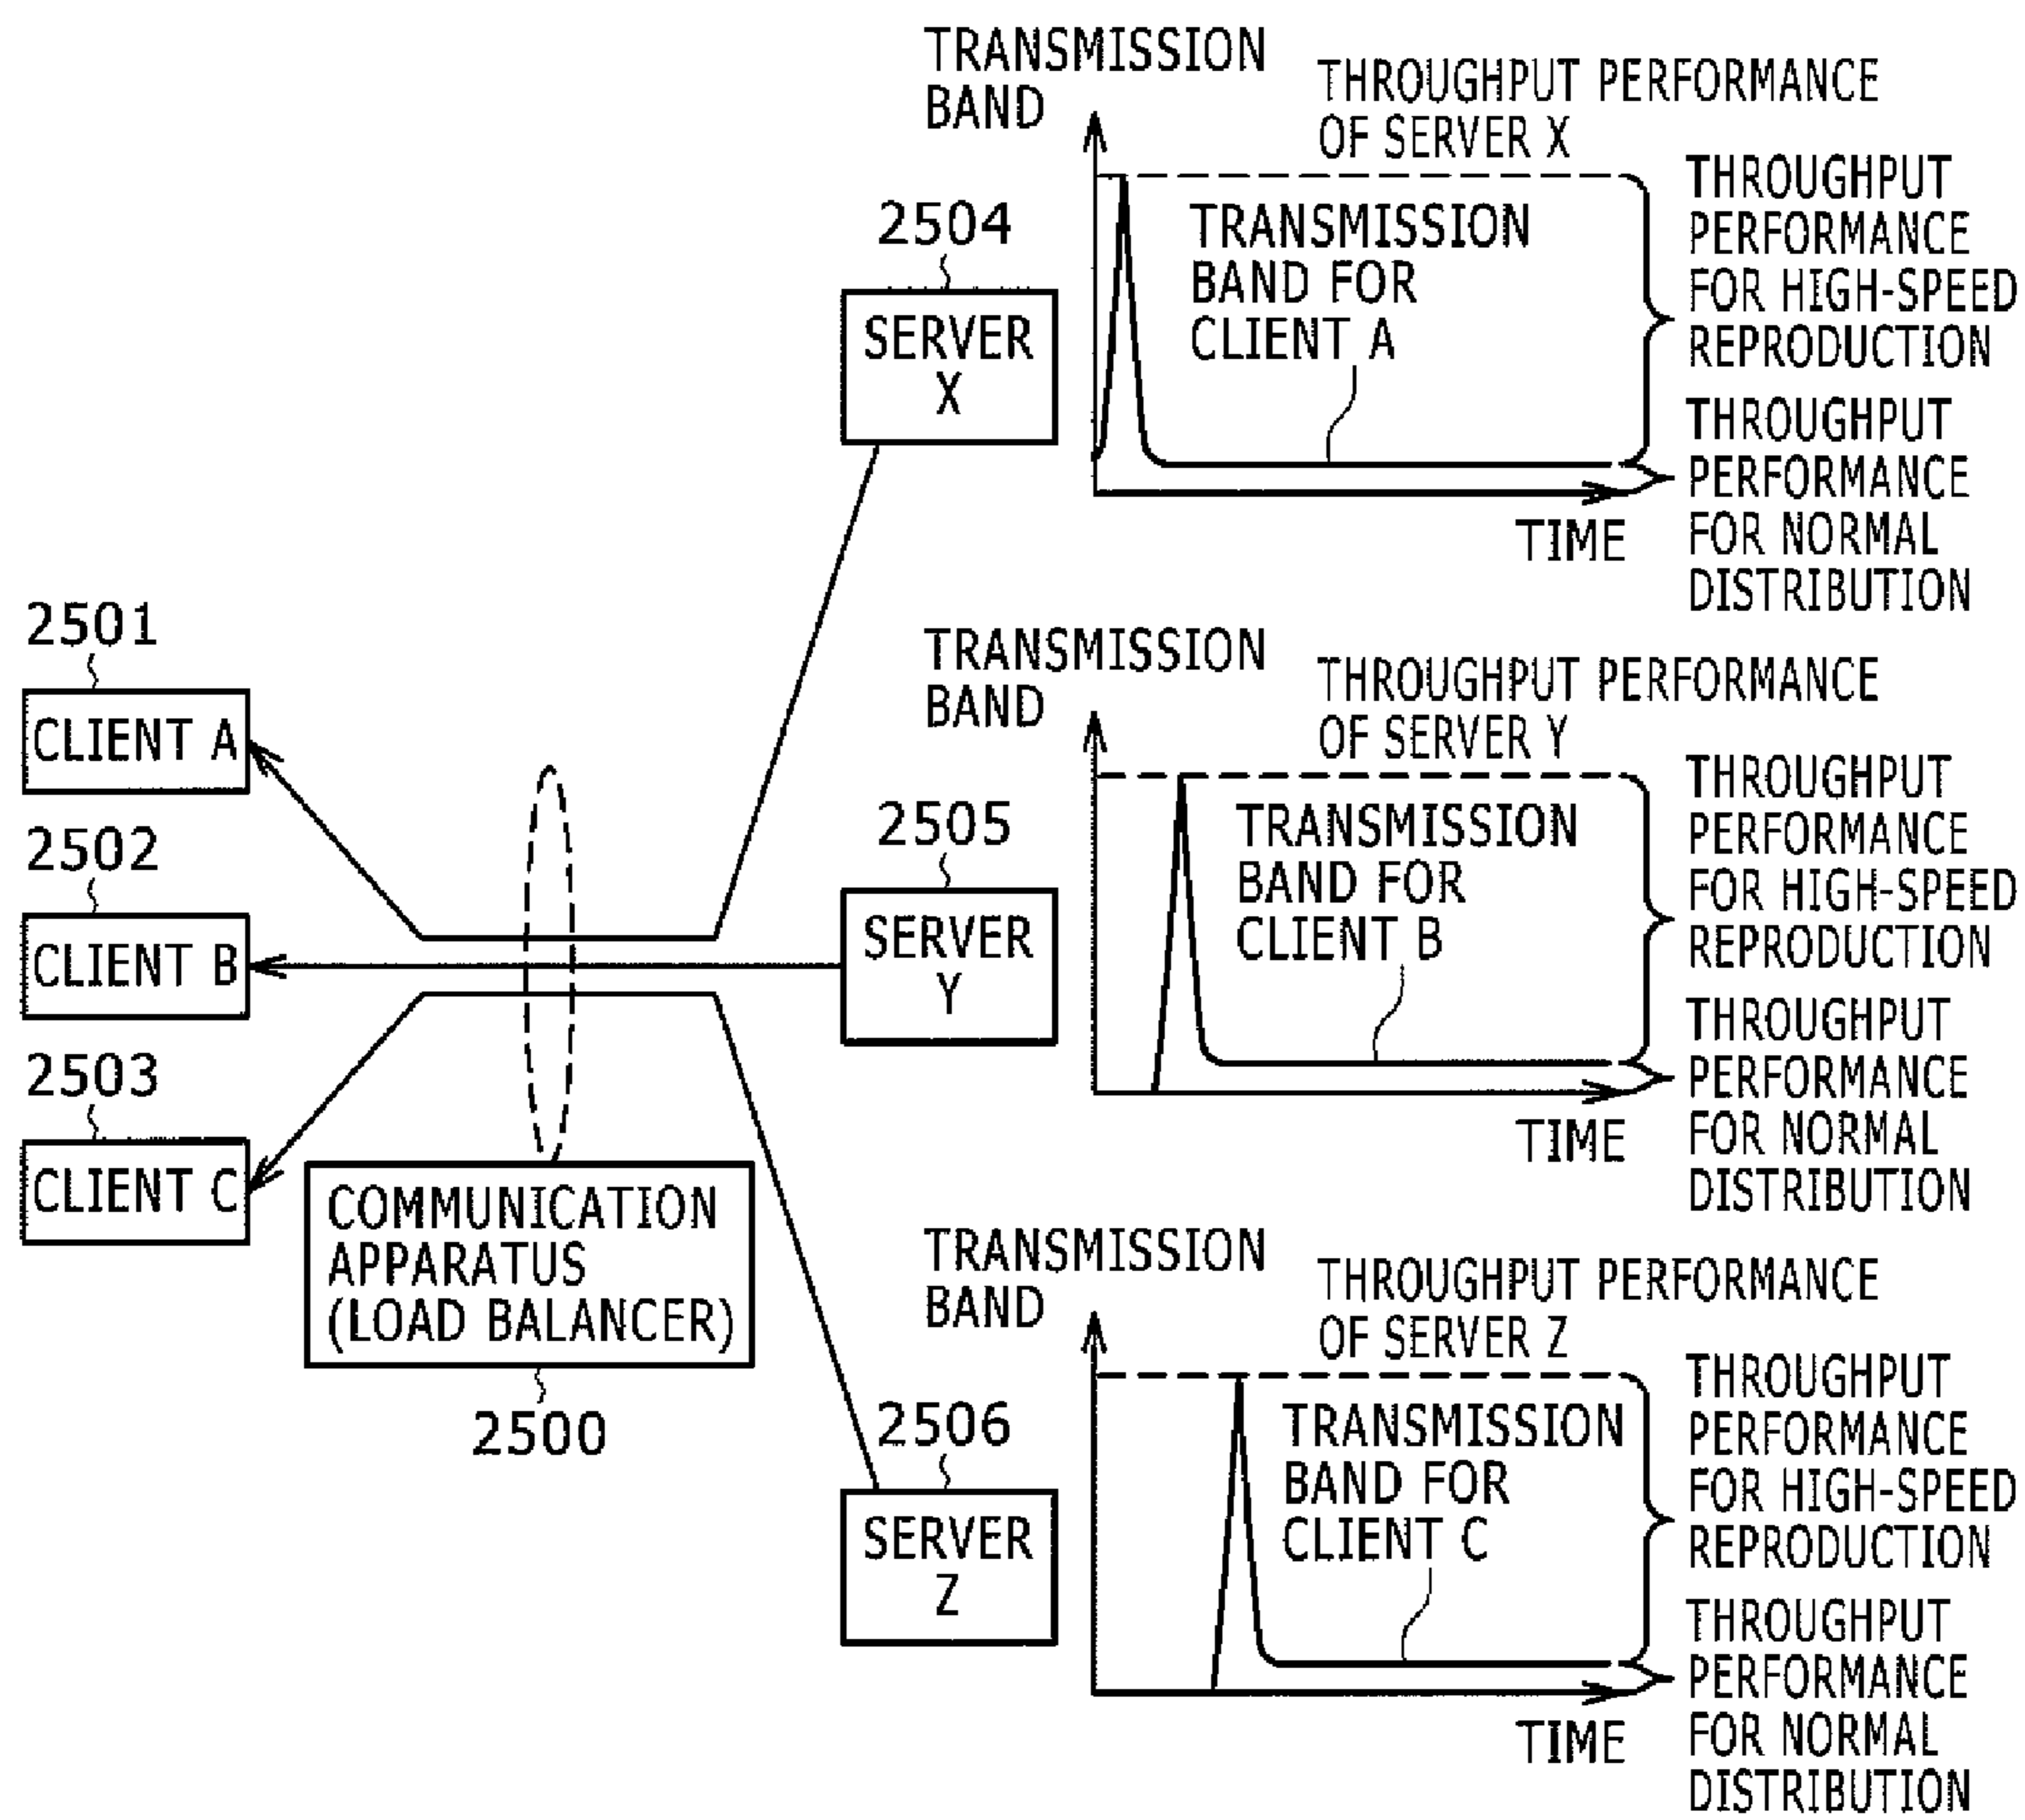 TRANSMISSION
BAND
THROUGHPUT PERFORMANCE
OF SERVER X
2504
SERVER
X
TRANSMISSION
BAND FOR
CLIENT A
THROUGHPUT
PERFORMANCE
FOR HIGH-SPEED
REPRODUCTION
THROUGHPUT
PERFORMANCE
FOR NORMAL
DISTRIBUTION
TIME
2501
CLIENT A
2502
CLIENT B
2503
CLIENT C
COMMUNICATION
APPARATUS
(LOAD BALANCER)
2500
TRANSMISSION
BAND
THROUGHPUT PERFORMANCE
OF SERVER Y
2505
SERVER
Y
TRANSMISSION
BAND FOR
CLIENT B
THROUGHPUT
PERFORMANCE
FOR HIGH-SPEED
REPRODUCTION
THROUGHPUT
PERFORMANCE
FOR NORMAL
DISTRIBUTION
TIME
TRANSMISSION
BAND
THROUGHPUT PERFORMANCE
OF SERVER Z
2506
SERVER
Z
TRANSMISSION
BAND FOR
CLIENT C
THROUGHPUT
PERFORMANCE
FOR HIGH-SPEED
REPRODUCTION
THROUGHPUT
PERFORMANCE
FOR NORMAL
DISTRIBUTION
TIME